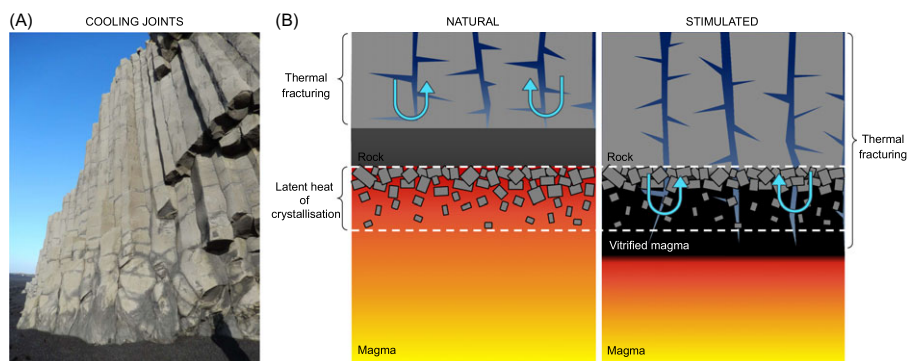 (A)
COOLING JOINTS
(B)
NATURAL
STIMULATED
Thermal
fracturing
Rock
Latent heat
of
crystallisation
Magma
Rock
Vitrified magma
Magma
Thermal
fracturing